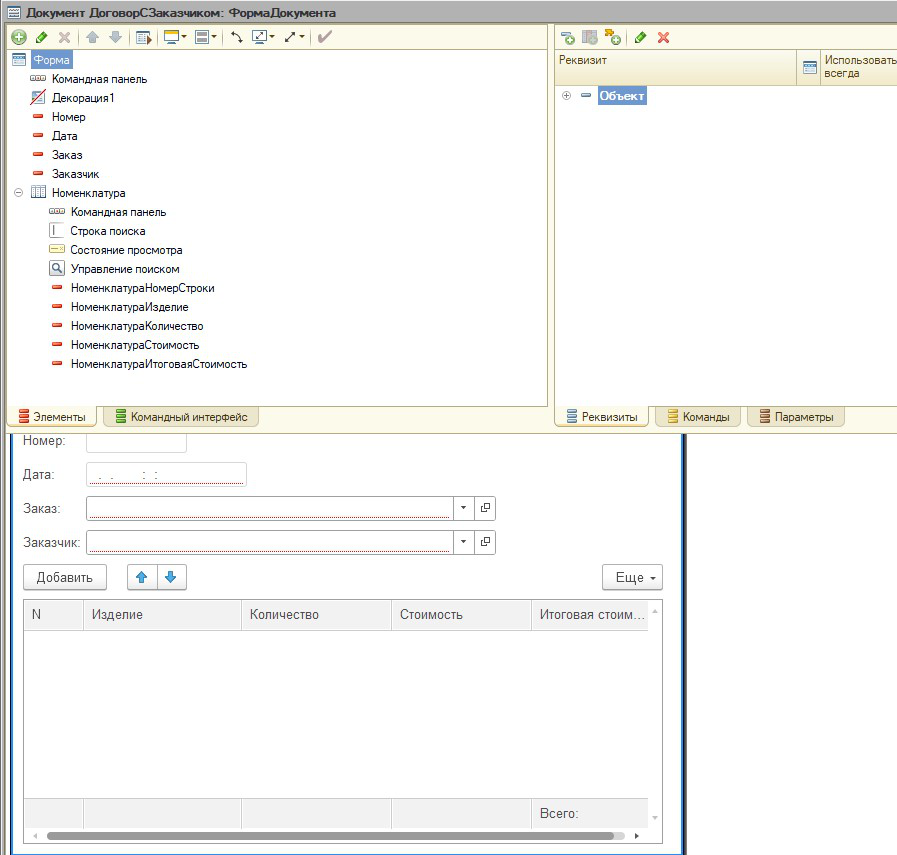 Документ ДоговорСЗаказчиком: ФормаДокумента
Форма
Командная панель
Декорация1
Номер
Дата
Заказ
Заказчик
Номенклатура
Командная панель
Строка поиска
Состояние просмотра
Управление поиском
НоменклатураНомерСтроки
НоменклатураИзделие
НоменклатураКоличество
НоменклатураСтоимость
НоменклатураИтоговаяСтоимость
Элементы
Командный интерфейс
Реквизит
Использовать
всегда
Объект
Реквизиты
Команды
Параметры
Номер:
Дата:
. . : :
Заказ:
Заказчик:
Добавить
Еще
N Изделие Количество Стоимость Итоговая стоим...
Всего: